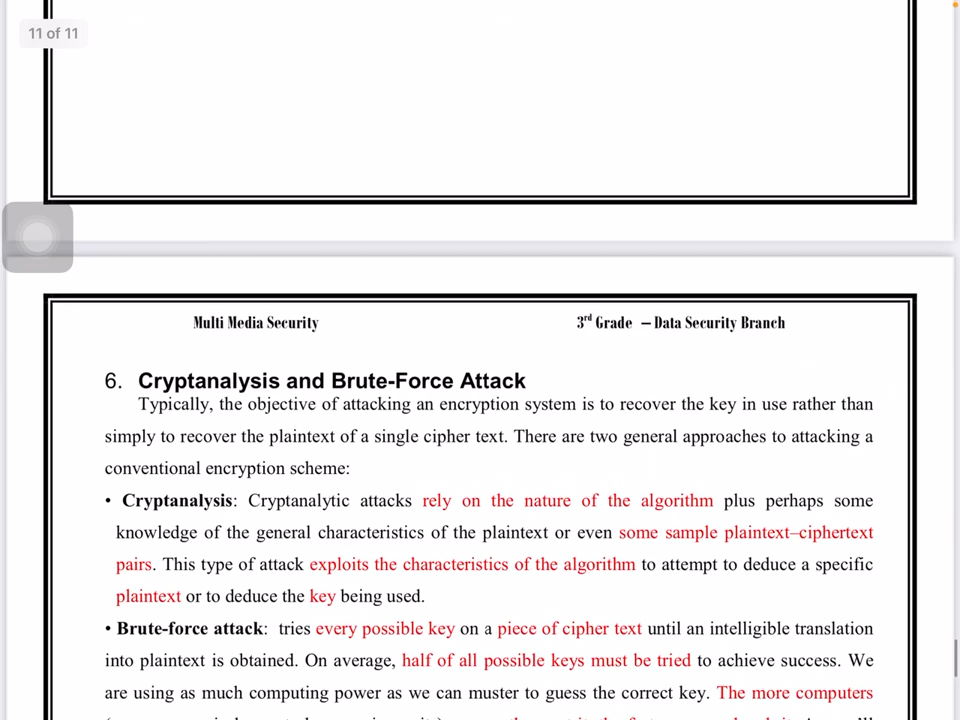 11 of 11
Multi Media Security 3rd Grade – Data Security Branch
6. Cryptanalysis and Brute-Force Attack
Typically, the objective of attacking an encryption system is to recover the key in use rather than
simply to recover the plaintext of a single cipher text. There are two general approaches to attacking a
conventional encryption scheme:
• Cryptanalysis: Cryptanalytic attacks rely on the nature of the algorithm plus perhaps some
knowledge of the general characteristics of the plaintext or even some sample plaintext–ciphertext
pairs. This type of attack exploits the characteristics of the algorithm to attempt to deduce a specific
plaintext or to deduce the key being used.
• Brute-force attack: tries every possible key on a piece of cipher text until an intelligible translation
into plaintext is obtained. On average, half of all possible keys must be tried to achieve success. We
are using as much computing power as we can muster to guess the correct key. The more computers